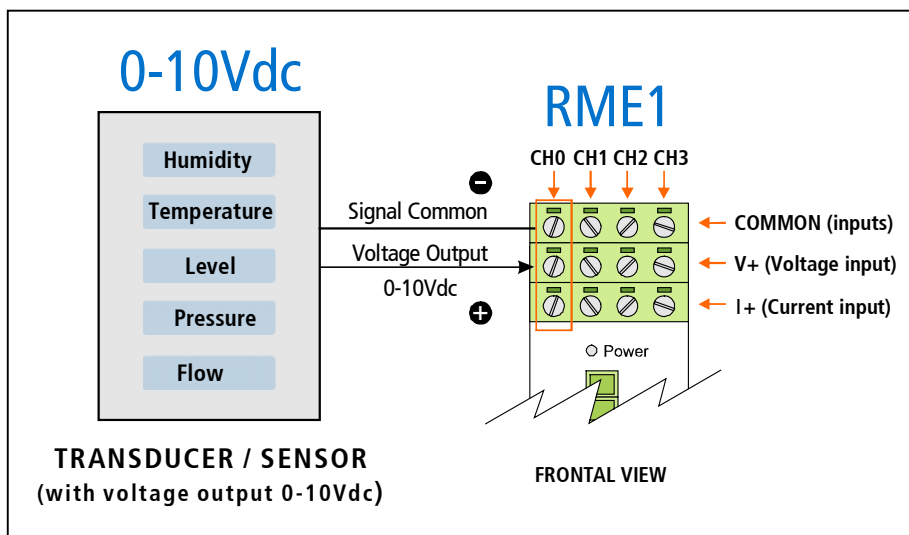 0-10Vdc
RME1
CH0 CH1 CH2 CH3
Humidity
Temperature
Level
Pressure
Flow
−
Signal Common
Voltage Output
0-10Vdc
+
COMMON (inputs)
V+ (Voltage input)
I+ (Current input)
Power
TRANSDUCER / SENSOR
(with voltage output 0-10Vdc)
FRONTAL VIEW